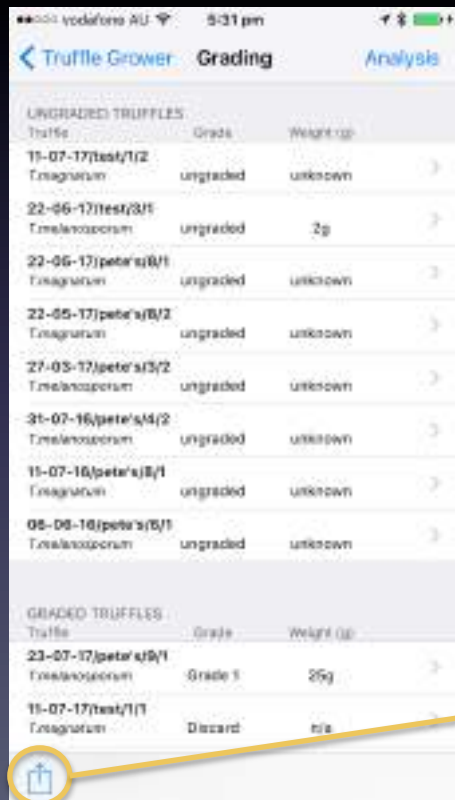 vodafone AU 5:31 pm
Truffle Grower Grading Analysis
UNGRADED TRUFFLES
Truffle Grade Weight (g)
11-07-17/test/1/2
T.magnatum ungraded unknown
22-06-17/test/3/1
T.melanosporum ungraded 2g
22-06-17/pete's/8/1
T.magnatum ungraded unknown
22-05-17/pete's/8/2
T.magnatum ungraded unknown
27-03-17/pete's/3/2
T.melanosporum ungraded unknown
31-07-16/pete's/4/2
T.melanosporum ungraded unknown
11-07-16/pete's/8/1
T.magnatum ungraded unknown
06-06-16/pete's/6/1
T.melanosporum ungraded unknown
GRADED TRUFFLES
Truffle Grade Weight (g)
23-07-17/pete's/9/1
T.melanosporum Grade 1 25g
11-07-17/test/1/1
T.magnatum Discard n/a